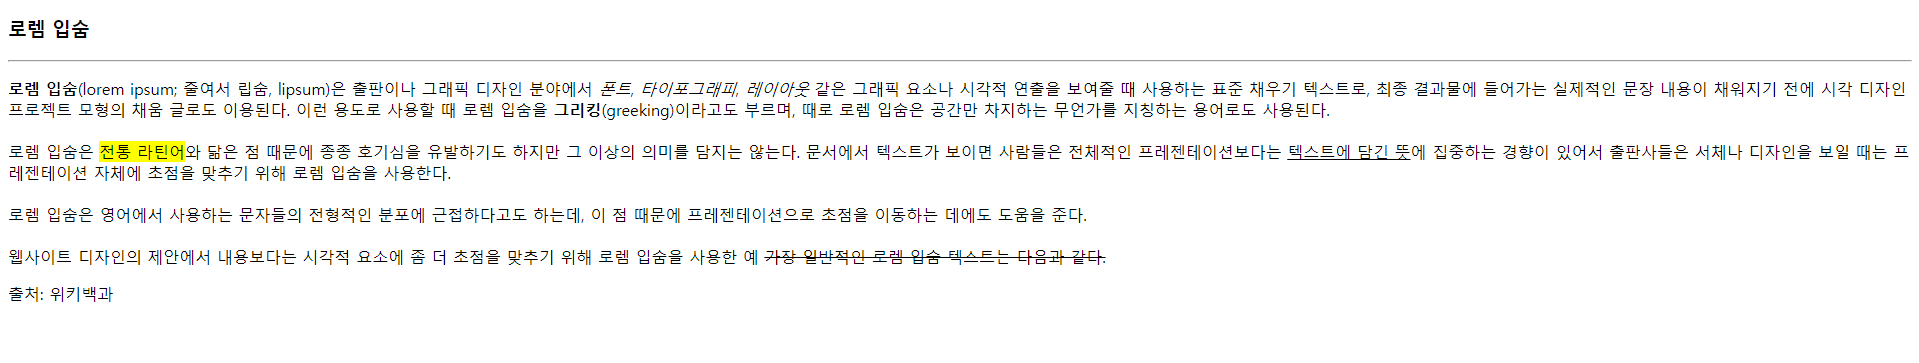 로렘 입숨
로렘 입숨(lorem ipsum; 줄여서 립숨, lipsum)은 출판이나 그래픽 디자인 분야에서 폰트, 타이포그래피, 레이아웃 같은 그래픽 요소나 시각적 연출을 보여줄 때 사용하는 표준 채우기 텍스트로, 최종 결과물에 들어가는 실제적인 문장 내용이 채워지기 전에 시각 디자인
프로젝트 모형의 채움 글로도 이용된다. 이런 용도로 사용할 때 로렘 입숨을 그리킹(greeking)이라고도 부르며, 때로 로렘 입숨은 공간만 차지하는 무언가를 지칭하는 용어로도 사용된다.
로렘 입숨은 전통 라틴어와 닮은 점 때문에 종종 호기심을 유발하기도 하지만 그 이상의 의미를 담지는 않는다. 문서에서 텍스트가 보이면 사람들은 전체적인 프레젠테이션보다는 텍스트에 담긴 뜻에 집중하는 경향이 있어서 출판사들은 서체나 디자인을 보일 때는 프
레젠테이션 자체에 초점을 맞추기 위해 로렘 입숨을 사용한다.
로렘 입숨은 영어에서 사용하는 문자들의 전형적인 분포에 근접하다고도 하는데, 이 점 때문에 프레젠테이션으로 초점을 이동하는 데에도 도움을 준다.
웹사이트 디자인의 제안에서 내용보다는 시각적 요소에 좀 더 초점을 맞추기 위해 로렘 입숨을 사용한 예 가장 일반적인 로렘 입숨 텍스트는 다음과 같다.
출처: 위키백과